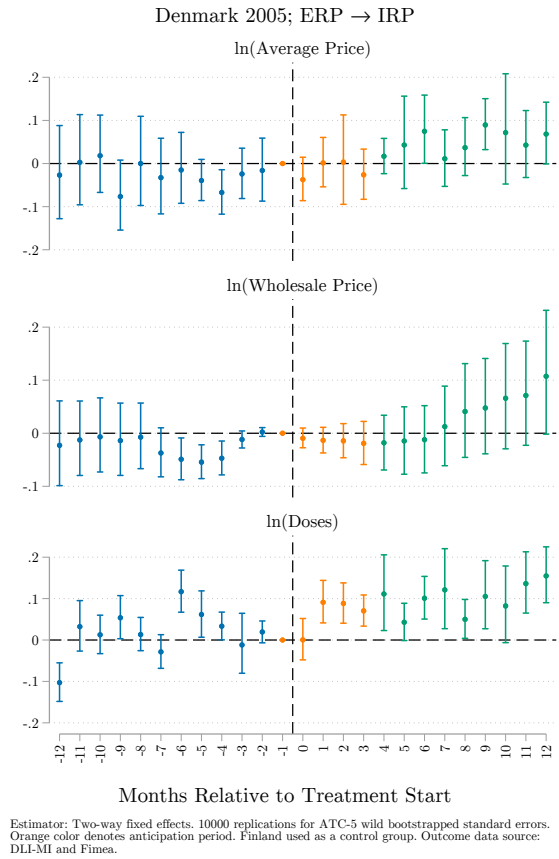 Denmark 2005; ERP → IRP
ln(Average Price)
.2
.1
0
-.1
-.2
ln(Wholesale Price)
.2
.1
0
-.1
ln(Doses)
.2
.1
0
-.1
-.2
-12 -11 -10 -9 -8 -7 -6 -5 -4 -3 -2 -1 0 1 2 3 4 5 6 7 8 9 10 11 12
Months Relative to Treatment Start
Estimator: Two-way fixed effects. 10000 replications for ATC-5 wild bootstrapped standard errors.
Orange color denotes anticipation period. Finland used as a control group. Outcome data source:
DLI-MI and Fimea.